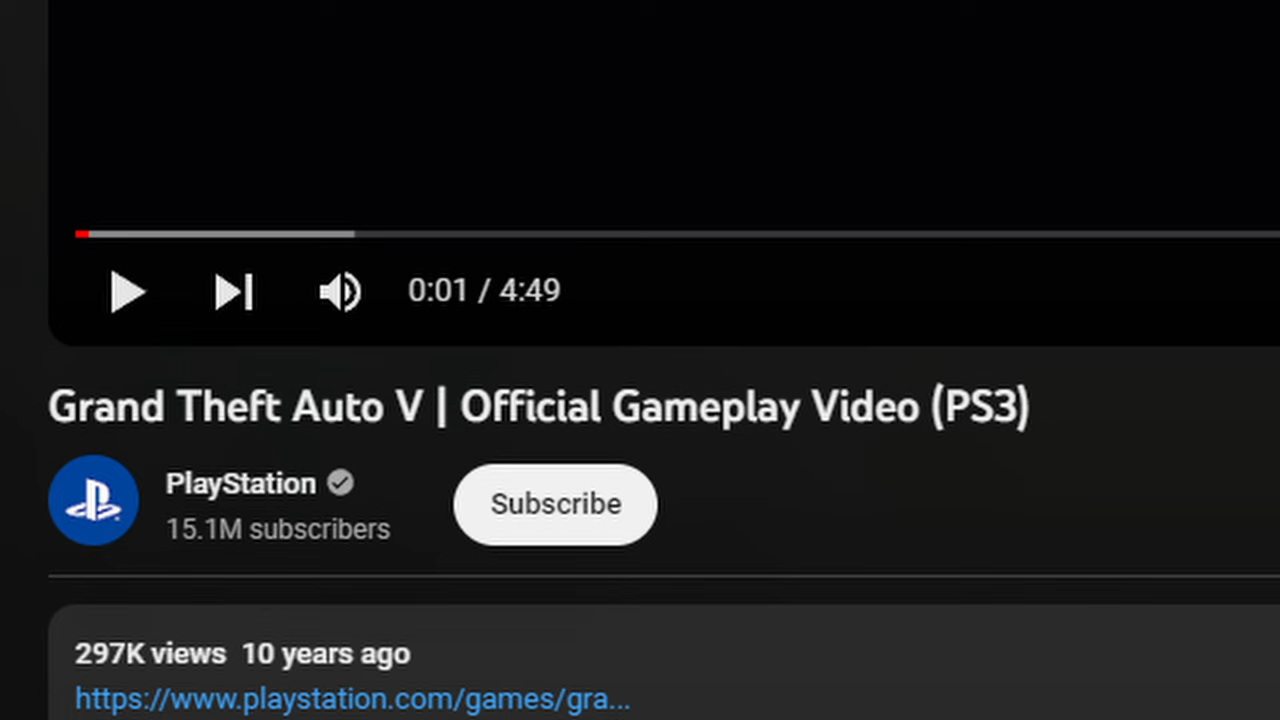 0:01 / 4:49
Grand Theft Auto V | Official Gameplay Video (PS3)
PlayStation
15.1M subscribers
Subscribe
297K views 10 years ago
https://www.playstation.com/games/gra...